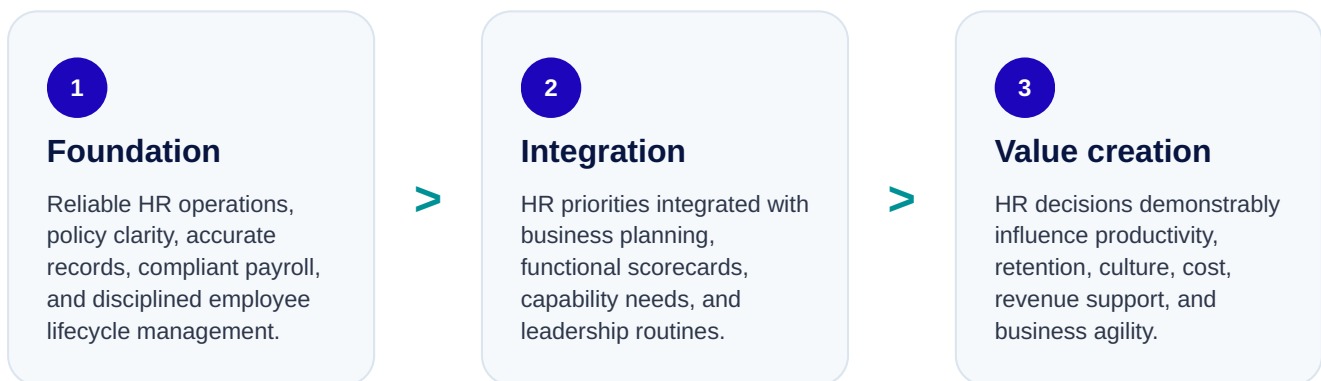 1
Foundation
Reliable HR operations,
policy clarity, accurate
records, compliant payroll,
and disciplined employee
lifecycle management.
>
2
Integration
HR priorities integrated with
business planning,
functional scorecards,
capability needs, and
leadership routines.
>
3
Value creation
HR decisions demonstrably
influence productivity,
retention, culture, cost,
revenue support, and
business agility.